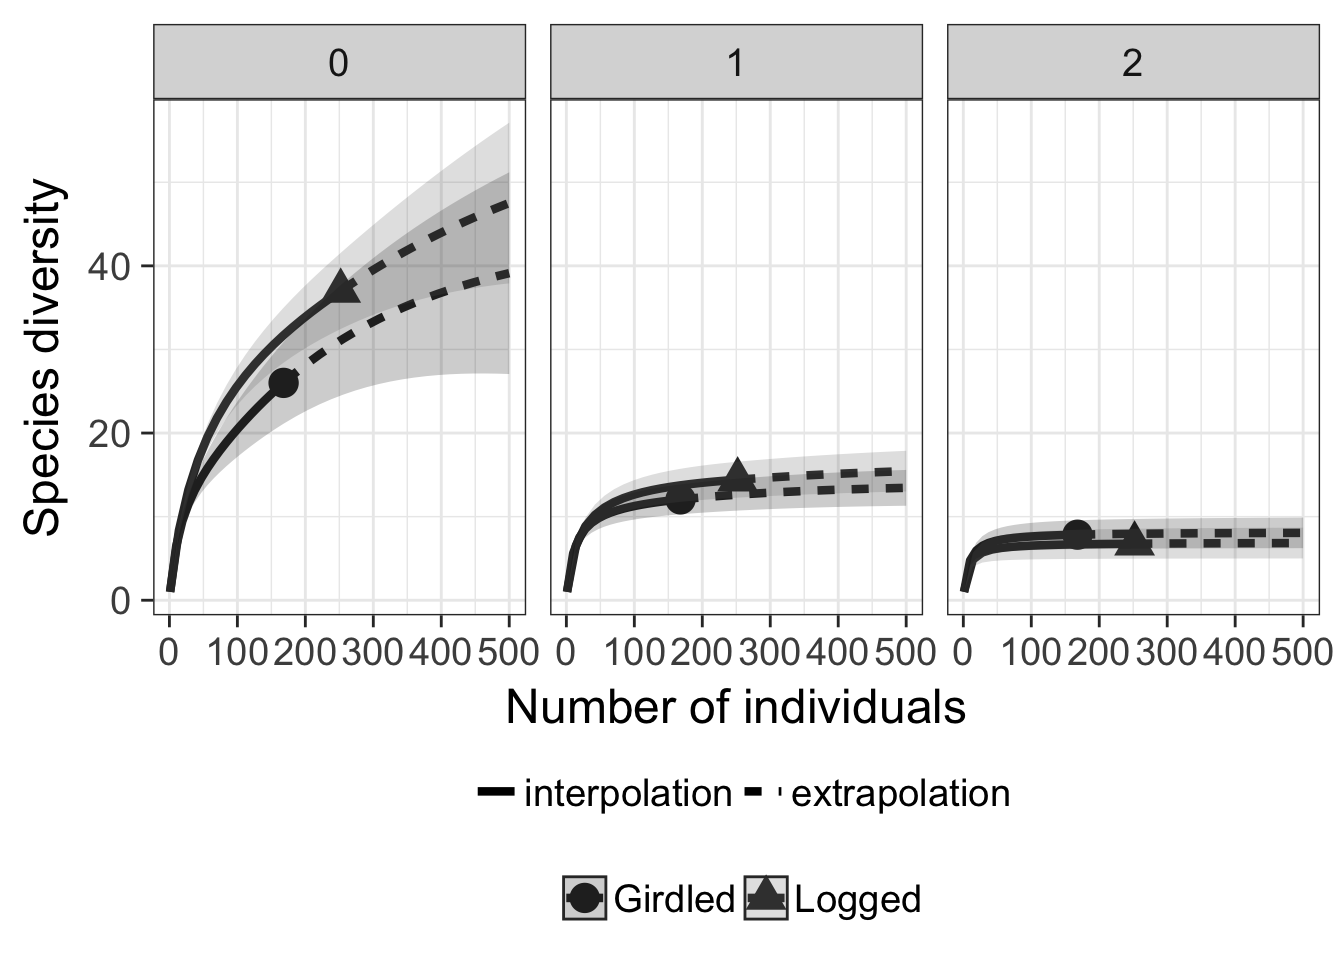 0 1 2
Species diversity
40
20
0
0 100 200 300 400 500 0 100 200 300 400 500 0 100 200 300 400 500
Number of individuals
interpolation extrapolation
Girdled Logged